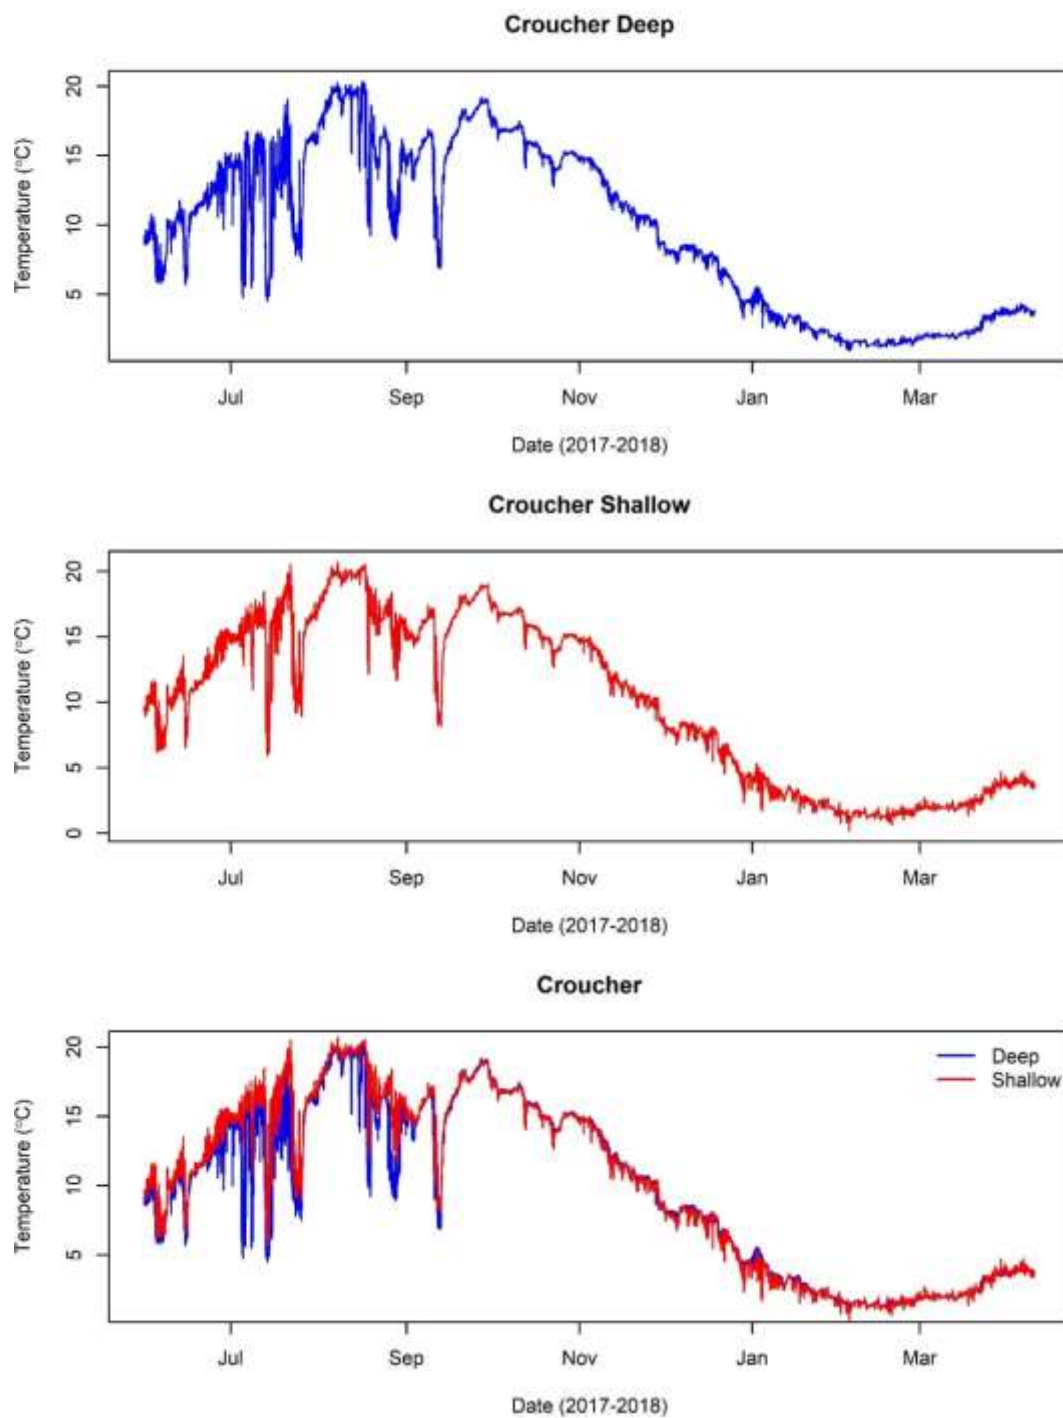 Croucher Deep
20
15
10
5
Temperature (°C)
Jul Sep Nov Jan Mar
Date (2017-2018)
Croucher Shallow
20
15
10
5
0
Temperature (°C)
Jul Sep Nov Jan Mar
Date (2017-2018)
Croucher
20
15
10
5
Temperature (°C)
Deep
Shallow
Jul Sep Nov Jan Mar
Date (2017-2018)